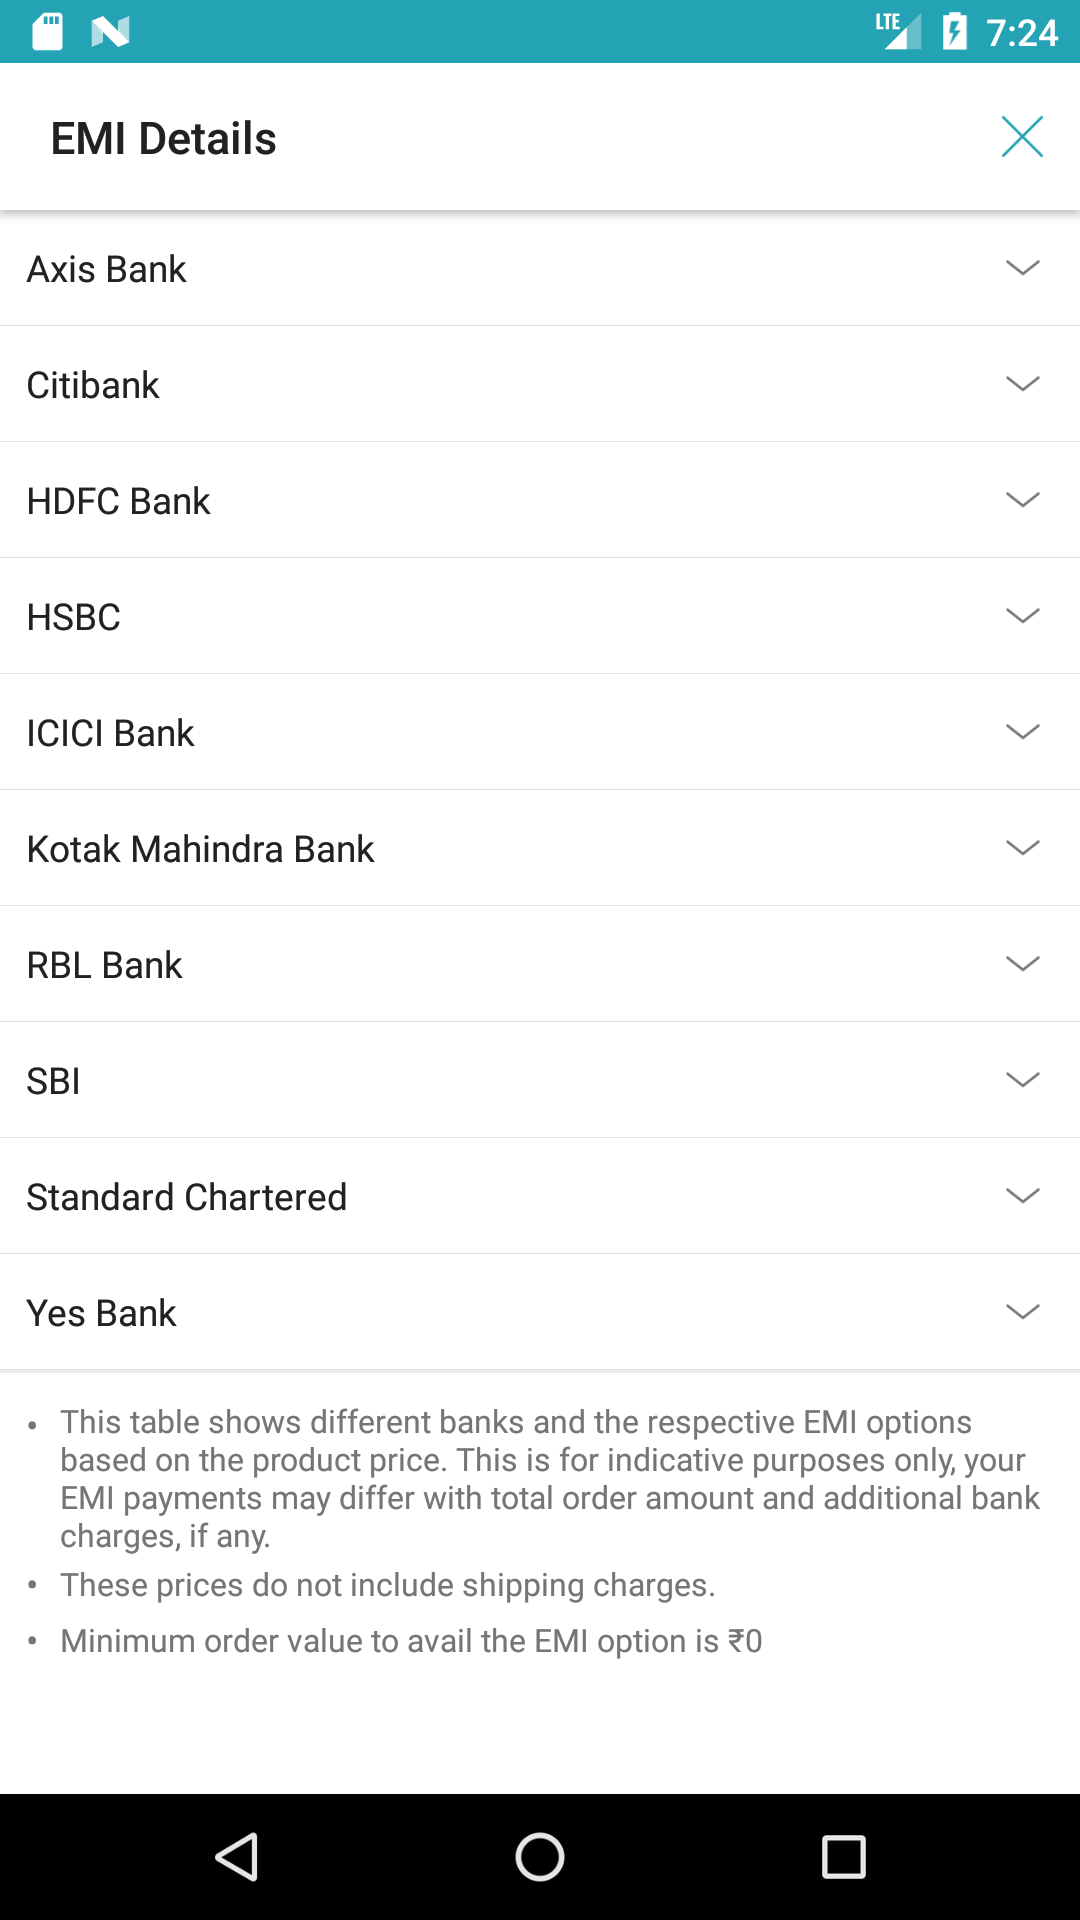 LTE 7:24
EMI Details
Axis Bank
Citibank
HDFC Bank
HSBC
ICICI Bank
Kotak Mahindra Bank
RBL Bank
SBI
Standard Chartered
Yes Bank
• This table shows different banks and the respective EMI options
based on the product price. This is for indicative purposes only, your
EMI payments may differ with total order amount and additional bank
charges, if any.
• These prices do not include shipping charges.
• Minimum order value to avail the EMI option is ₹0